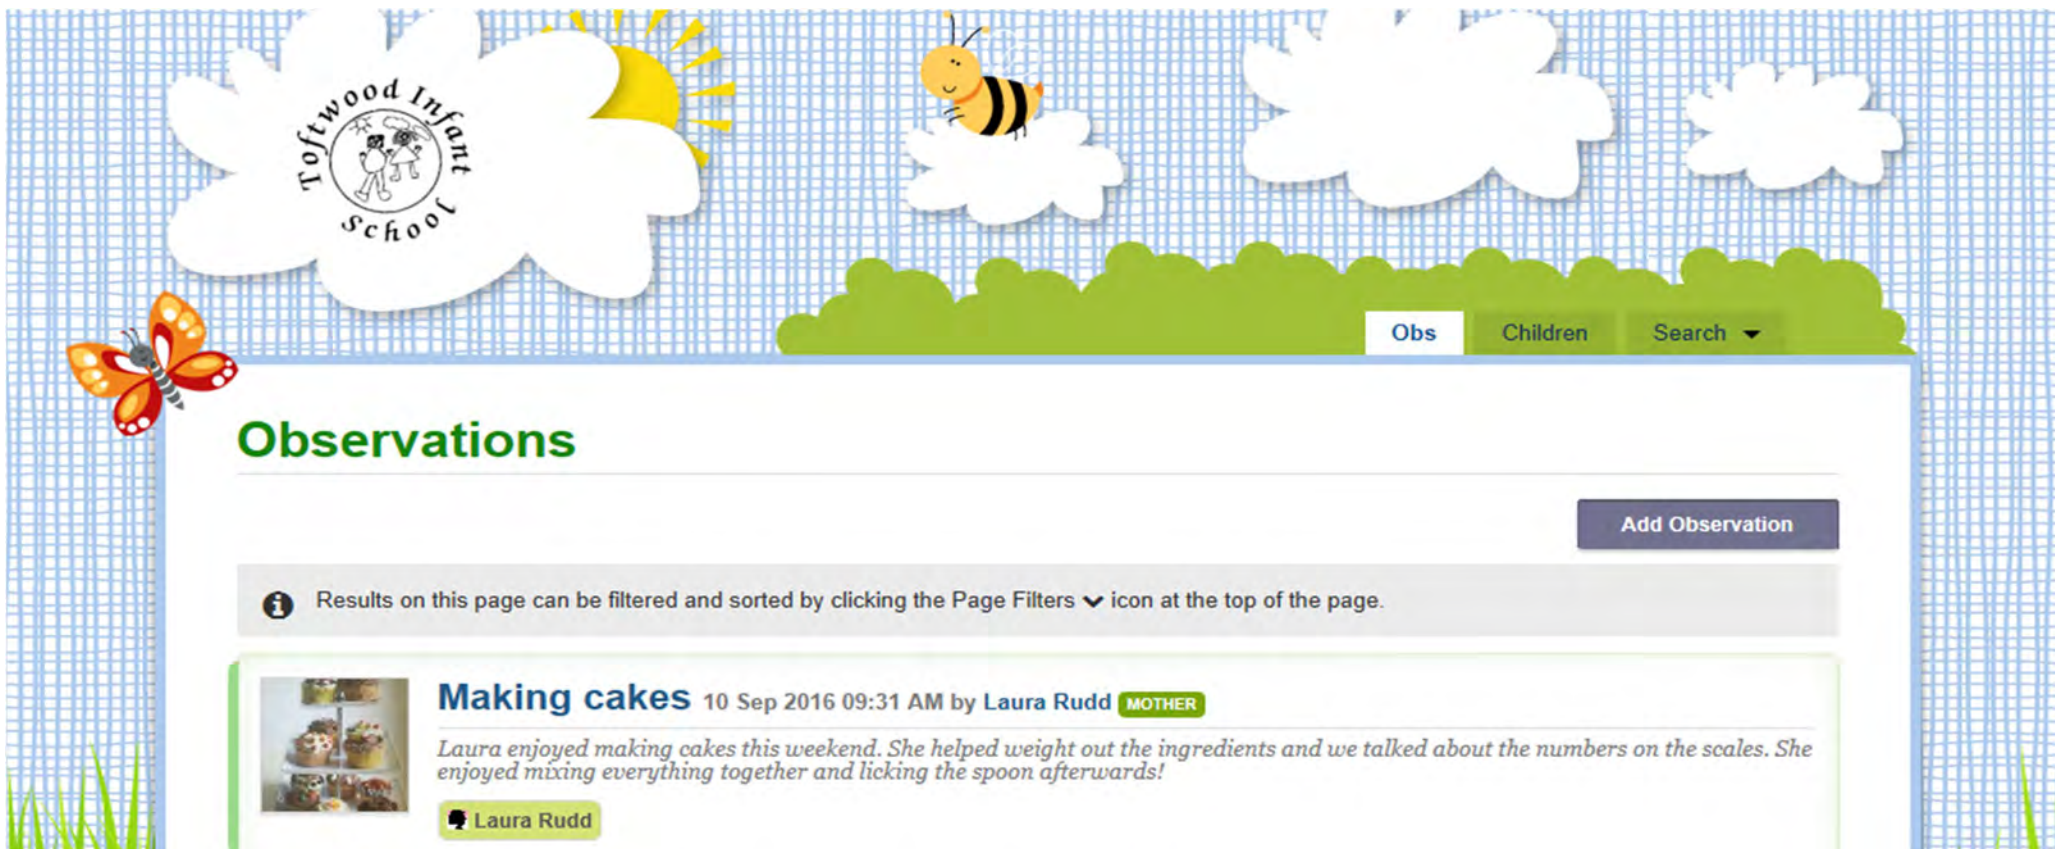 Toftwood Infant
School
Obs
Children
Search
Observations
Add Observation
Results on this page can be filtered and sorted by clicking the Page Filters icon at the top of the page.
Making cakes 10 Sep 2016 09:31 AM by Laura Rudd MOTHER
Laura enjoyed making cakes this weekend. She helped weight out the ingredients and we talked about the numbers on the scales. She
enjoyed mixing everything together and licking the spoon afterwards!
Laura Rudd